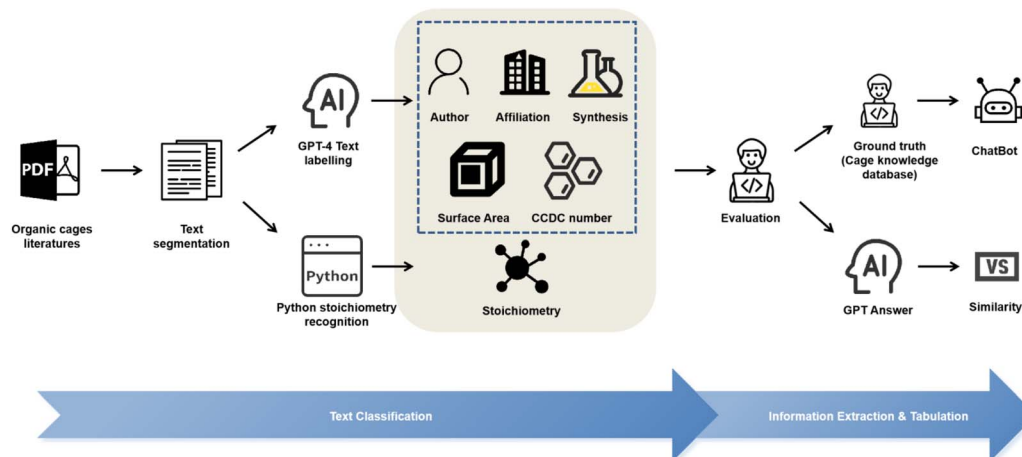 PDF
Organic cages
literatures
Text
segmentation
AI
GPT-4 Text
labelling
Python
Python stoichiometry
recognition
Author
Affiliation
Synthesis
Surface Area
CCDC number
Stoichiometry
</>
Evaluation
</>
Ground truth
(Cage knowledge
database)
ChatBot
AI
GPT Answer
VS
Similarity
Text Classification
Information Extraction & Tabulation